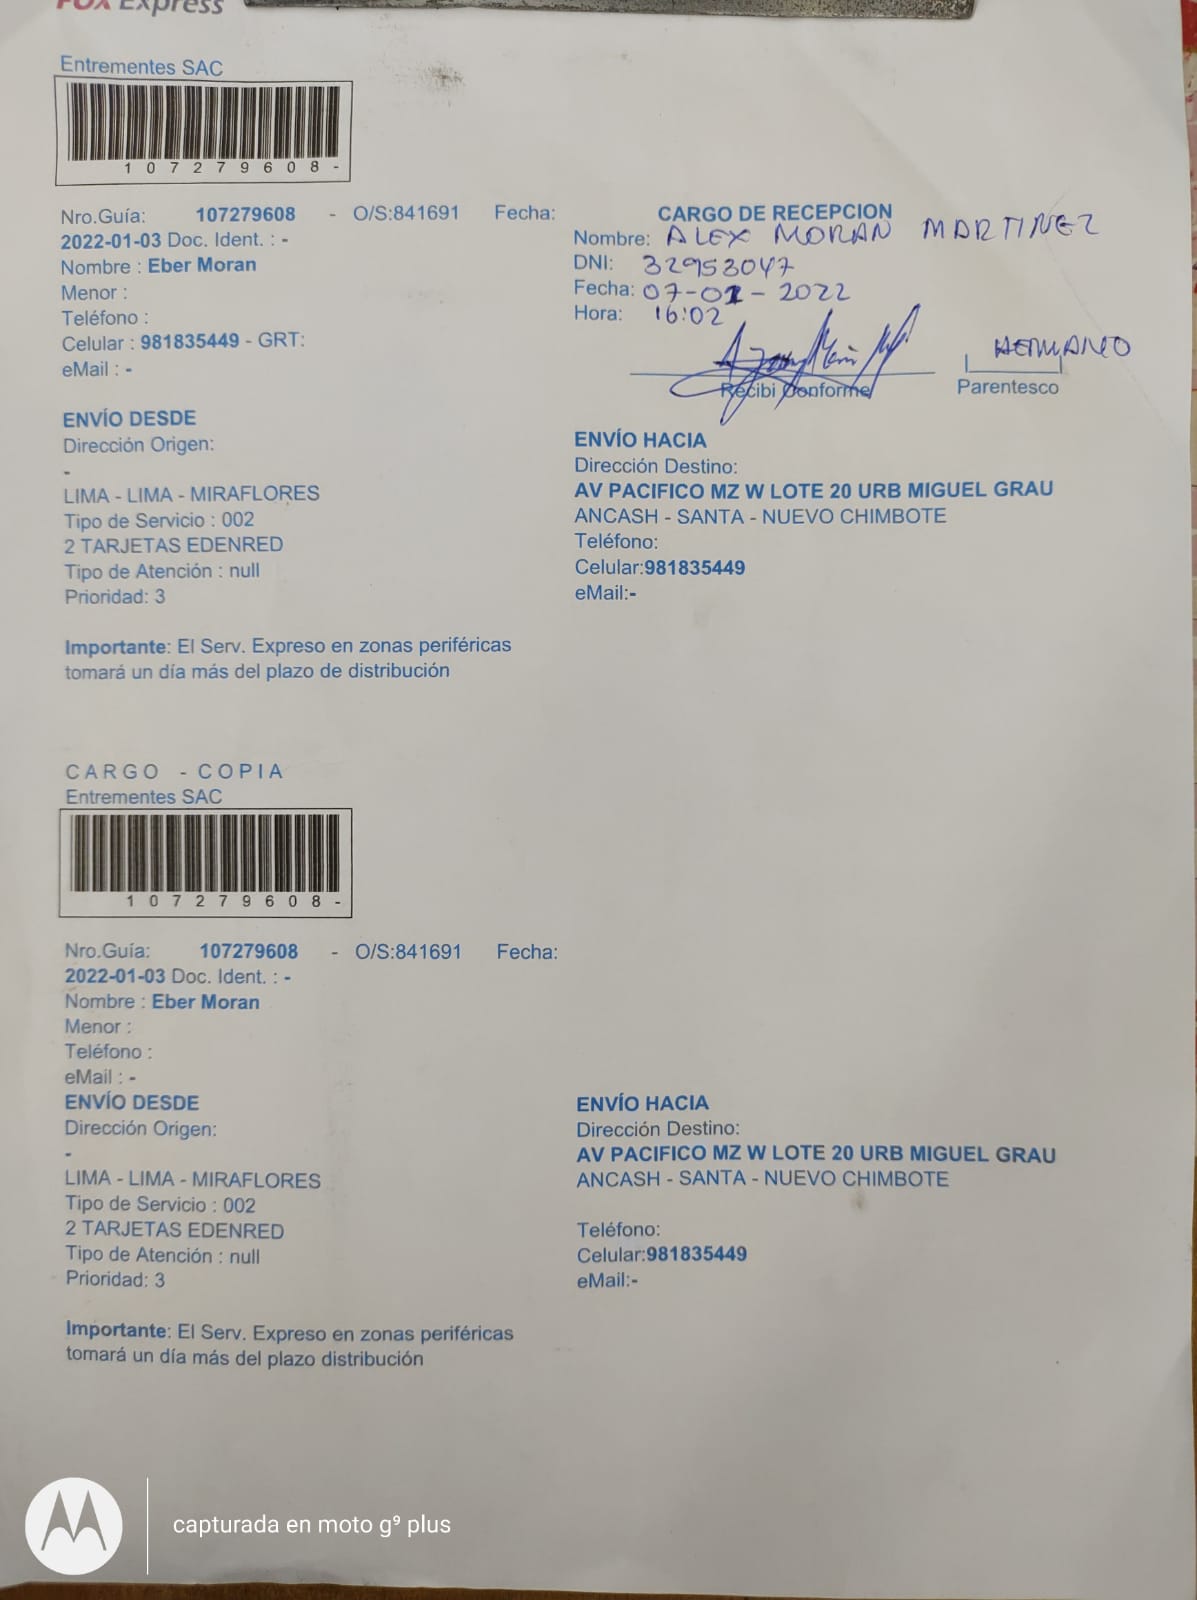 FOX Express
Entrementes SAC
107279608-
Nro.Guía: 107279608 - O/S:841691 Fecha:
2022-01-03 Doc. Ident. : -
Nombre : Eber Moran
Menor :
Teléfono :
Celular : 981835449 - GRT:
eMail : -
CARGO DE RECEPCION
Nombre: ALEX MORAN MARTINEZ
DNI: 32953047
Fecha: 07-01-2022
Hora: 16:02
HERMANO
Recibi Conforme Parentesco
ENVÍO DESDE
Dirección Origen:
-
LIMA - LIMA - MIRAFLORES
Tipo de Servicio : 002
2 TARJETAS EDENRED
Tipo de Atención : null
Prioridad: 3
ENVÍO HACIA
Dirección Destino:
AV PACIFICO MZ W LOTE 20 URB MIGUEL GRAU
ANCASH - SANTA - NUEVO CHIMBOTE
Teléfono:
Celular:981835449
eMail:-
Importante: El Serv. Expreso en zonas periféricas
tomará un día más del plazo de distribución
CARGO - COPIA
Entrementes SAC
107279608-
Nro.Guía: 107279608 - O/S:841691 Fecha:
2022-01-03 Doc. Ident. : -
Nombre : Eber Moran
Menor :
Teléfono :
eMail : -
ENVÍO DESDE
Dirección Origen:
-
LIMA - LIMA - MIRAFLORES
Tipo de Servicio : 002
2 TARJETAS EDENRED
Tipo de Atención : null
Prioridad: 3
ENVÍO HACIA
Dirección Destino:
AV PACIFICO MZ W LOTE 20 URB MIGUEL GRAU
ANCASH - SANTA - NUEVO CHIMBOTE
Teléfono:
Celular:981835449
eMail:-
Importante: El Serv. Expreso en zonas periféricas
tomará un día más del plazo distribución
capturada en moto g⁹ plus